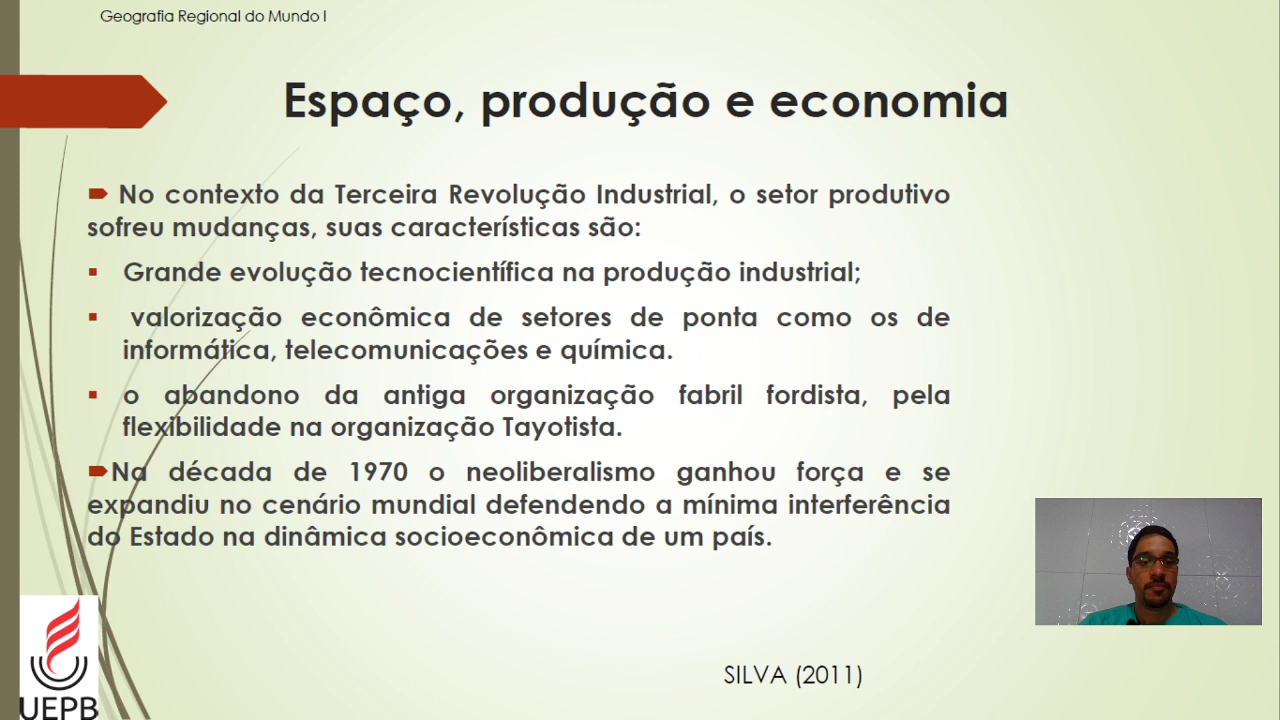 Geografia Regional do Mundo I
Espaço, produção e economia
No contexto da Terceira Revolução Industrial, o setor produtivo
sofreu mudanças, suas características são:
Grande evolução tecnocientífica na produção industrial;
valorização econômica de setores de ponta como os de
informática, telecomunicações e química.
o abandono da antiga organização fabril fordista, pela
flexibilidade na organização Tayotista.
Na década de 1970 o neoliberalismo ganhou força e se
expandiu no cenário mundial defendendo a mínima interferência
do Estado na dinâmica socioeconômica de um país.
SILVA (2011)
UEPB